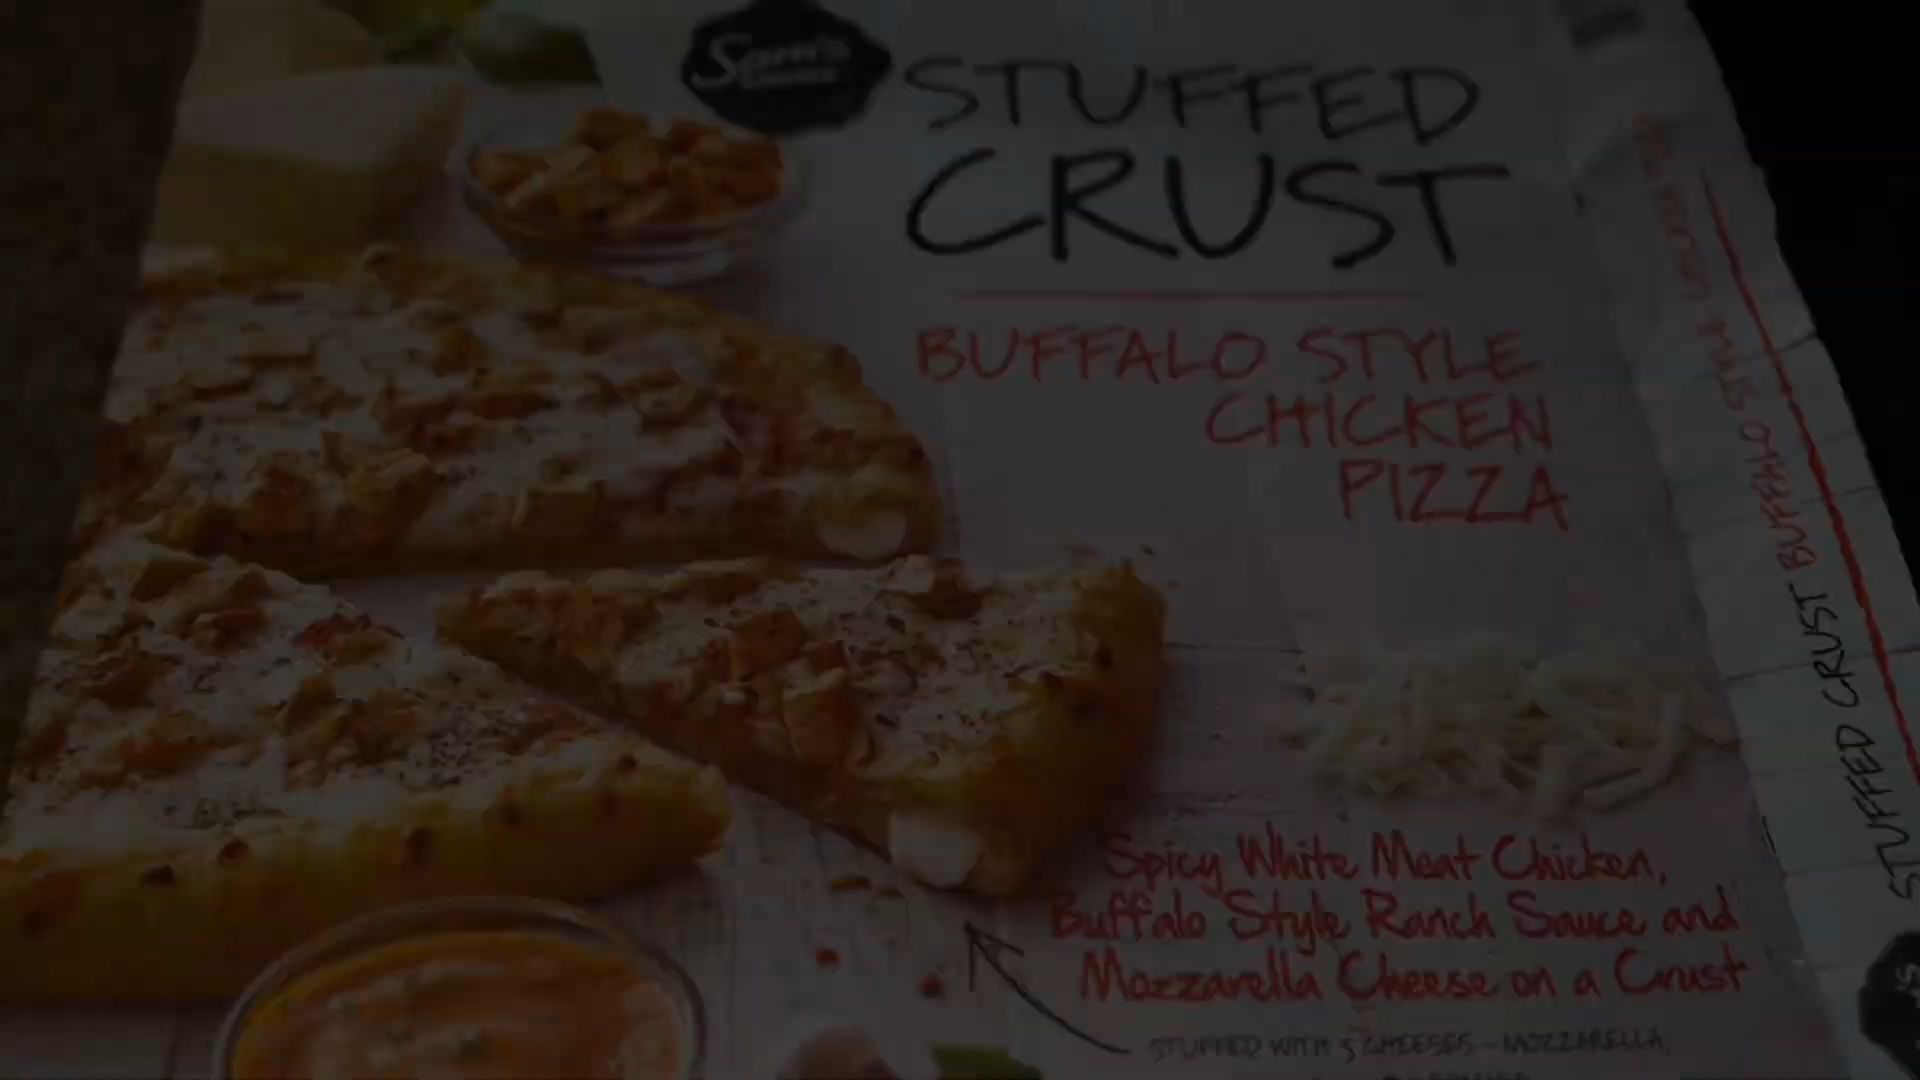 Sam's
STUFFED
CRUST
BUFFALO STYLE
CHICKEN
PIZZA
Spicy White Meat Chicken,
Buffalo Style Ranch Sauce and
Mozzarella Cheese on a Crust
STUFFED WITH 5 CHEESES - MOZZARELLA,
STUFFED CRUST BUFFALO STYLE